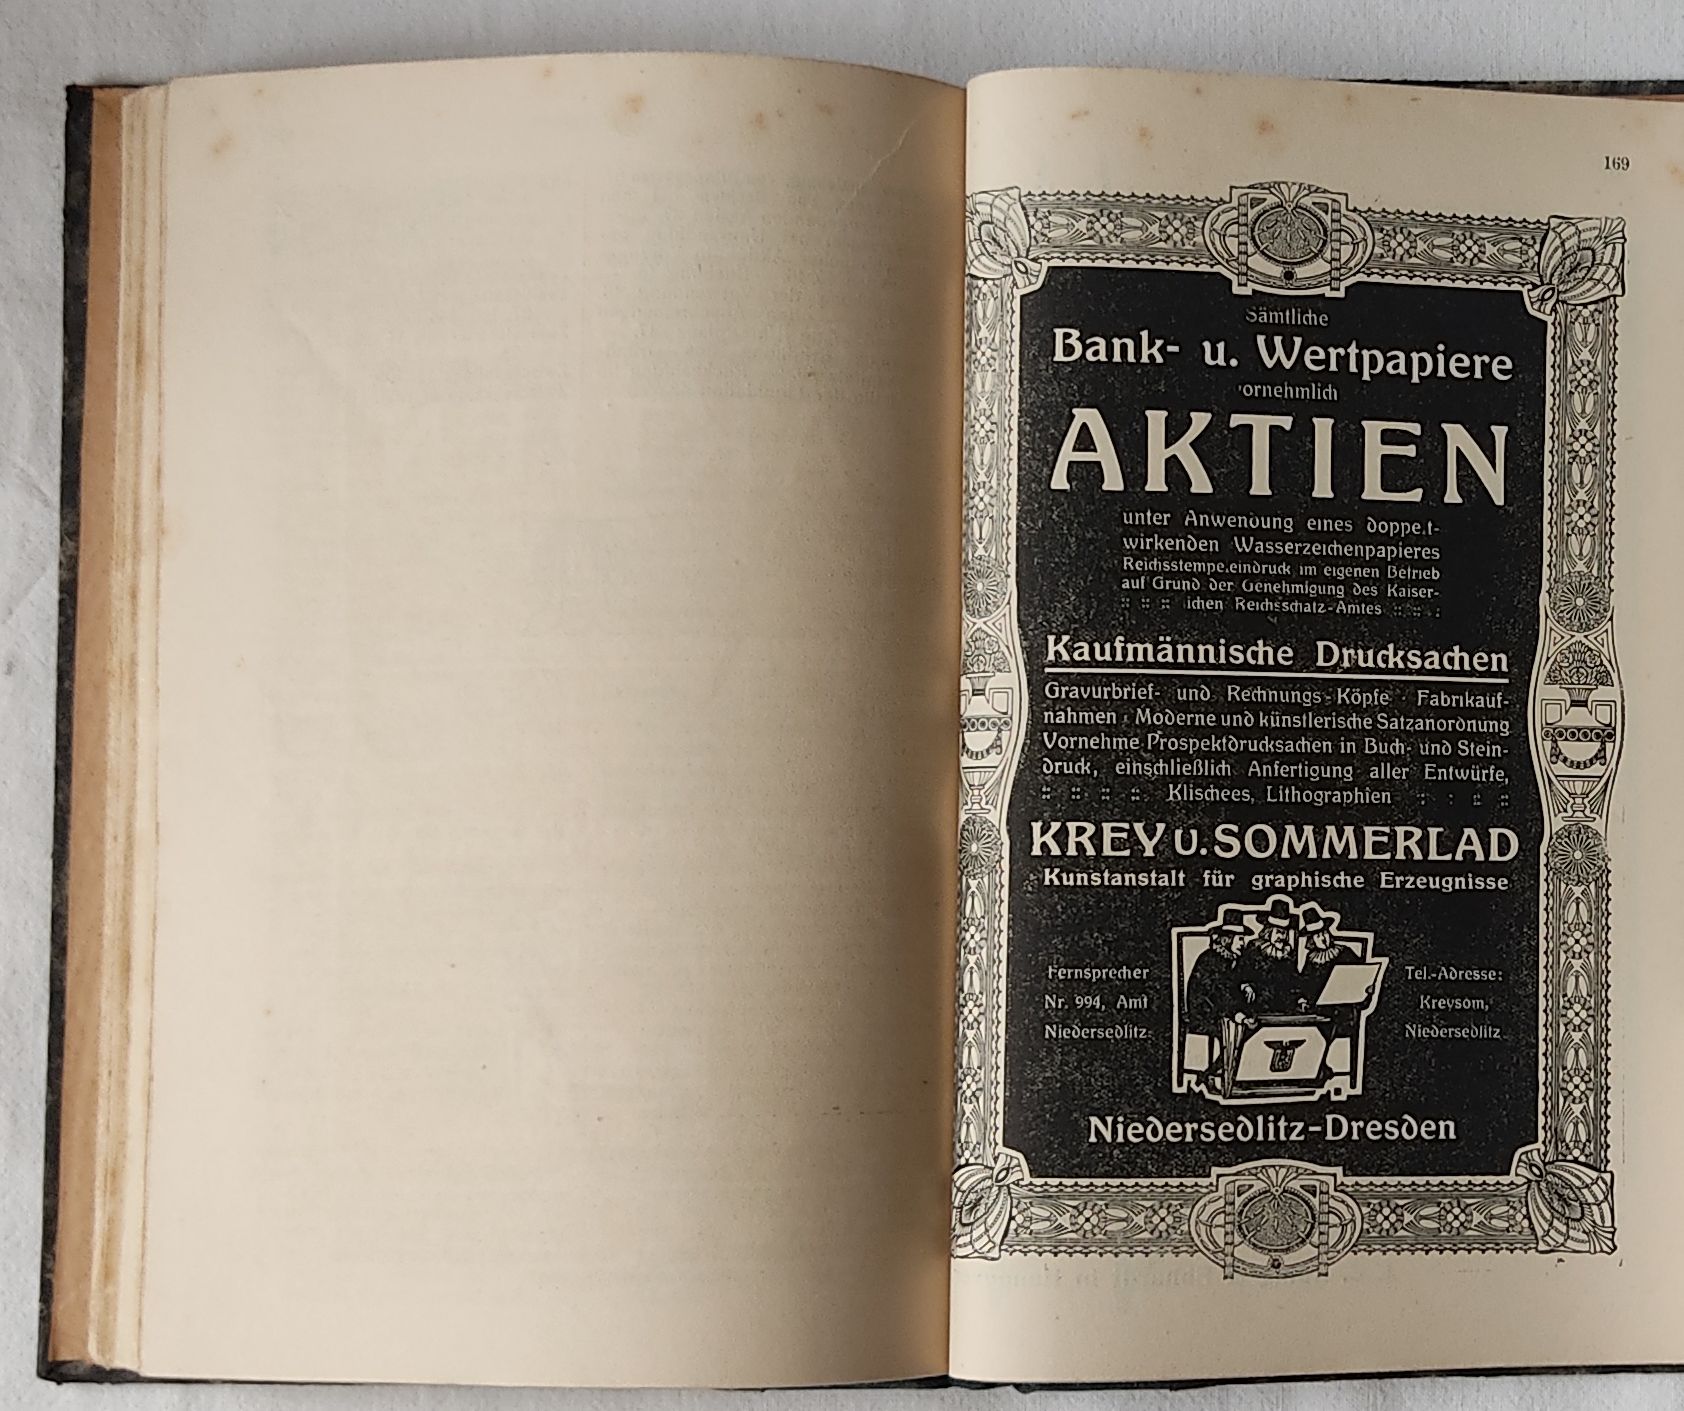 169
Sämtliche
Bank- u. Wertpapiere
vornehmlich
AKTIEN
unter Anwendung eines doppelt-
wirkenden Wasserzeichenpapieres
Reichsstempeleindruck im eigenen Betrieb
auf Grund der Genehmigung des Kaiser-
:: :: :: lichen Reichsschatz-Amtes :: :: ::
Kaufmännische Drucksachen
Gravurbrief- und Rechnungs-Köpfe · Fabrikauf-
nahmen · Moderne und künstlerische Satzanordnung
Vornehme Prospektdrucksachen in Buch- und Stein-
druck, einschließlich Anfertigung aller Entwürfe,
:: :: :: :: Klischees, Lithographien :: :: :: ::
KREY u. SOMMERLAD
Kunstanstalt für graphische Erzeugnisse
Fernsprecher
Nr. 994, Amt
Niedersedlitz
Tel.-Adresse:
Kreysom,
Niedersedlitz
Niedersedlitz-Dresden